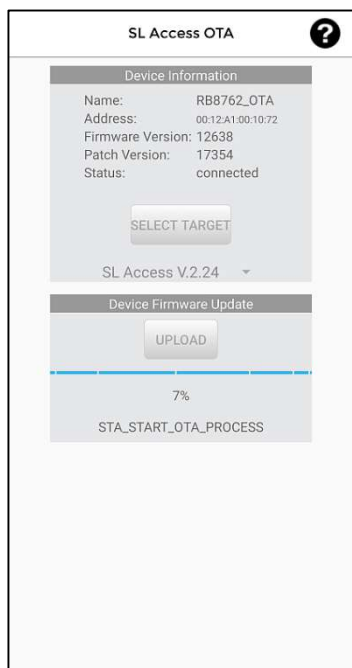 SL Access OTA ?
Device Information
Name: RB8762_OTA
Address: 00:12:A1:00:10:72
Firmware Version: 12638
Patch Version: 17354
Status: connected
SELECT TARGET
SL Access V.2.24
Device Firmware Update
UPLOAD
7%
STA_START_OTA_PROCESS